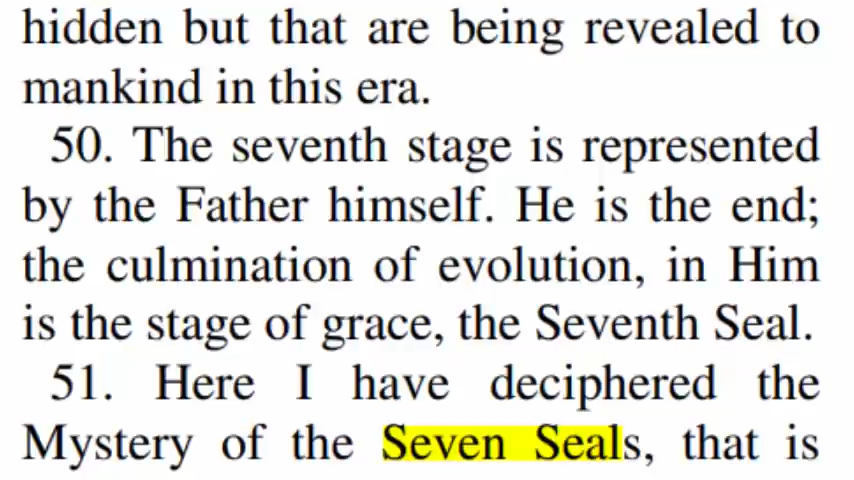 hidden but that are being revealed to
mankind in this era.
50. The seventh stage is represented
by the Father himself. He is the end;
the culmination of evolution, in Him
is the stage of grace, the Seventh Seal.
51. Here I have deciphered the
Mystery of the Seven Seals, that is